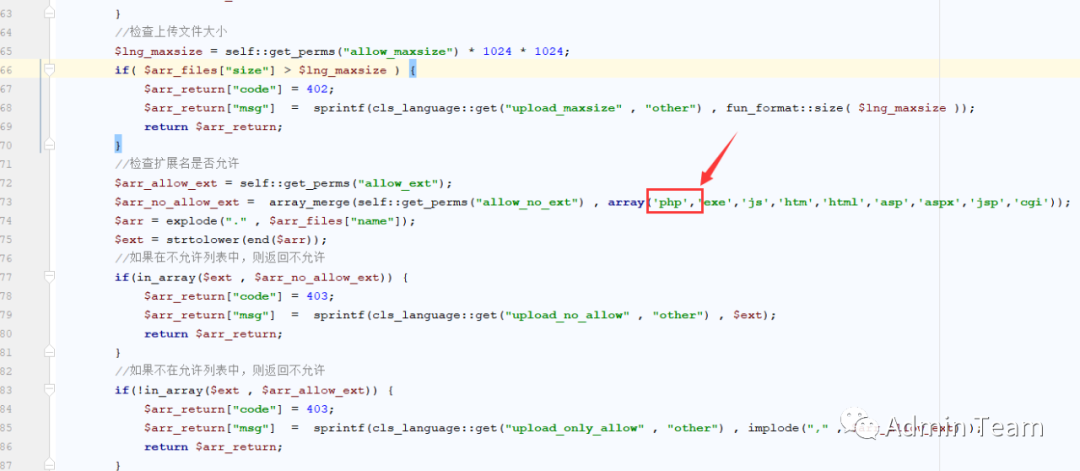 63 }
64 //检查上传文件大小
65 $lng_maxsize = self::get_perms("allow_maxsize") * 1024 * 1024;
66 if( $arr_files["size"] > $lng_maxsize ) {
67 $arr_return["code"] = 402;
68 $arr_return["msg"] = sprintf(cls_language::get("upload_maxsize" , "other") , fun_format::size( $lng_maxsize ));
69 return $arr_return;
70 }
71 //检查扩展名是否允许
72 $arr_allow_ext = self::get_perms("allow_ext");
73 $arr_no_allow_ext = array_merge(self::get_perms("allow_no_ext") , array('php','exe','js','htm','html','asp','aspx','jsp','cgi'));
74 $arr = explode("." , $arr_files["name"]);
75 $ext = strtolower(end($arr));
76 //如果在不允许列表中，则返回不允许
77 if(in_array($ext , $arr_no_allow_ext)) {
78 $arr_return["code"] = 403;
79 $arr_return["msg"] = sprintf(cls_language::get("upload_no_allow" , "other") , $ext);
80 return $arr_return;
81 }
82 //如果不在允许列表中，则返回不允许
83 if(!in_array($ext , $arr_allow_ext)) {
84 $arr_return["code"] = 403;
85 $arr_return["msg"] = sprintf(cls_language::get("upload_only_allow" , "other") , implode(","
86 return $arr_return;
87 }
Admin Team